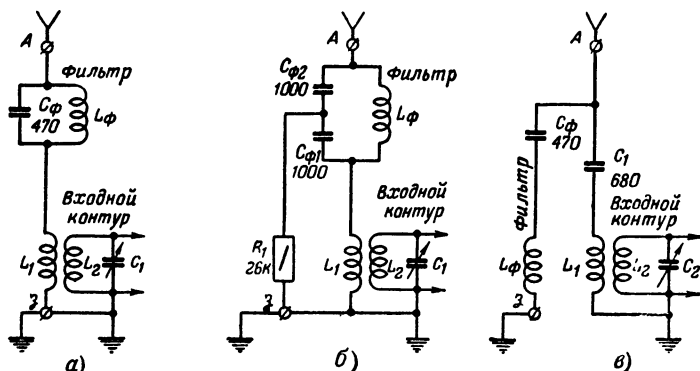 А
Фильтр
Cф
470
Lф
Входной
контур
L1
L2
C1
З
а)
А
Cф2
1000
Фильтр
Lф
Cф1
1000
Входной
контур
R1
26к
L1
L2
C1
З
б)
А
Cф
470
C1
680
Фильтр
Входной
контур
Lф
L1
L2
C2
З
в)